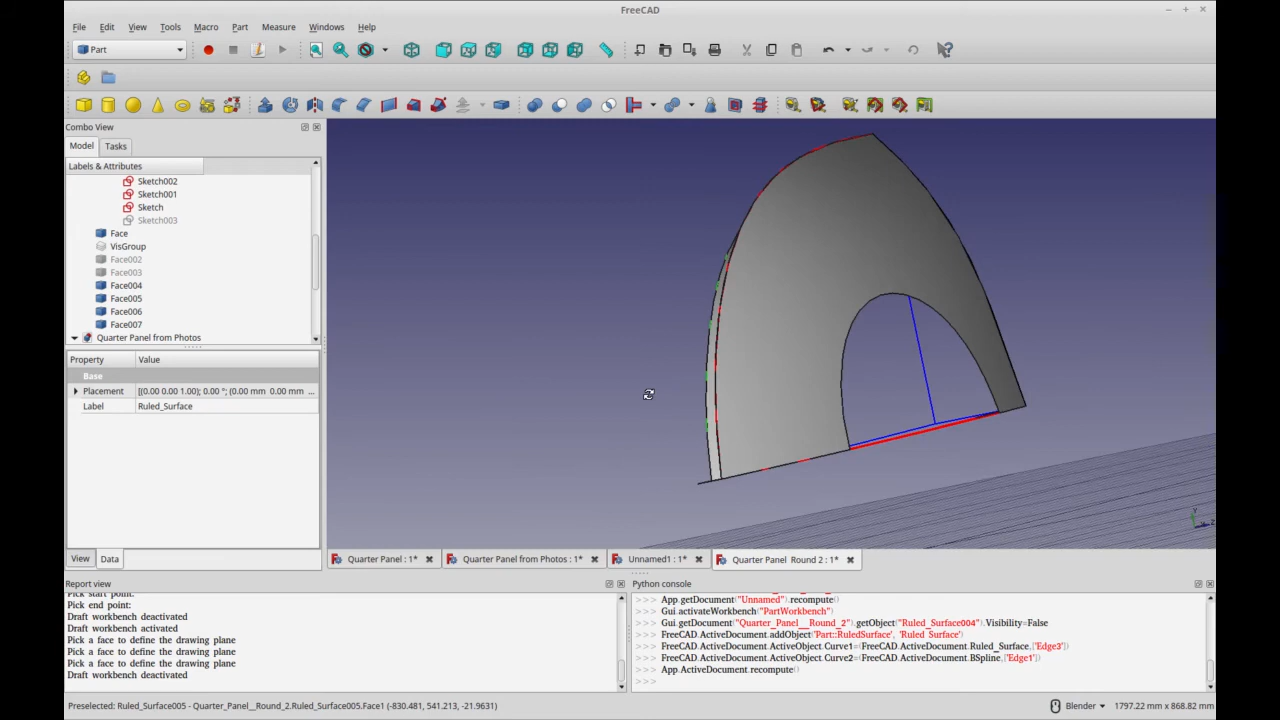 FreeCAD
File Edit View Tools Macro Part Measure Windows Help
Part
Combo View
Model Tasks
Labels & Attributes
Sketch002
Sketch001
Sketch
Sketch003
Face
VisGroup
Face002
Face003
Face004
Face005
Face006
Face007
Quarter Panel from Photos
Property Value
Base
Placement [(0.00 0.00 1.00); 0.00 °; (0.00 mm 0.00 mm ...
Label Ruled_Surface
View Data
Quarter Panel : 1* Quarter Panel from Photos : 1* Unnamed1 : 1* Quarter Panel Round 2 : 1*
Report view
Pick start point:
Pick end point:
Draft workbench deactivated
Draft workbench activated
Pick a face to define the drawing plane
Pick a face to define the drawing plane
Pick a face to define the drawing plane
Draft workbench deactivated
Python console
>>> App.getDocument("Unnamed").recompute()
>>> Gui.activateWorkbench("PartWorkbench")
>>> Gui.getDocument("Quarter_Panel__Round_2").getObject("Ruled_Surface004").Visibility=False
>>> FreeCAD.ActiveDocument.addObject('Part::RuledSurface', 'Ruled Surface')
>>> FreeCAD.ActiveDocument.ActiveObject.Curve1=(FreeCAD.ActiveDocument.Ruled_Surface,['Edge3'])
>>> FreeCAD.ActiveDocument.ActiveObject.Curve2=(FreeCAD.ActiveDocument.BSpline,['Edge1'])
>>> App.ActiveDocument.recompute()
>>>
Preselected: Ruled_Surface005 - Quarter_Panel__Round_2.Ruled_Surface005.Face1 (-830.481, 541.213, -21.9631)
Blender
1797.22 mm x 868.82 mm